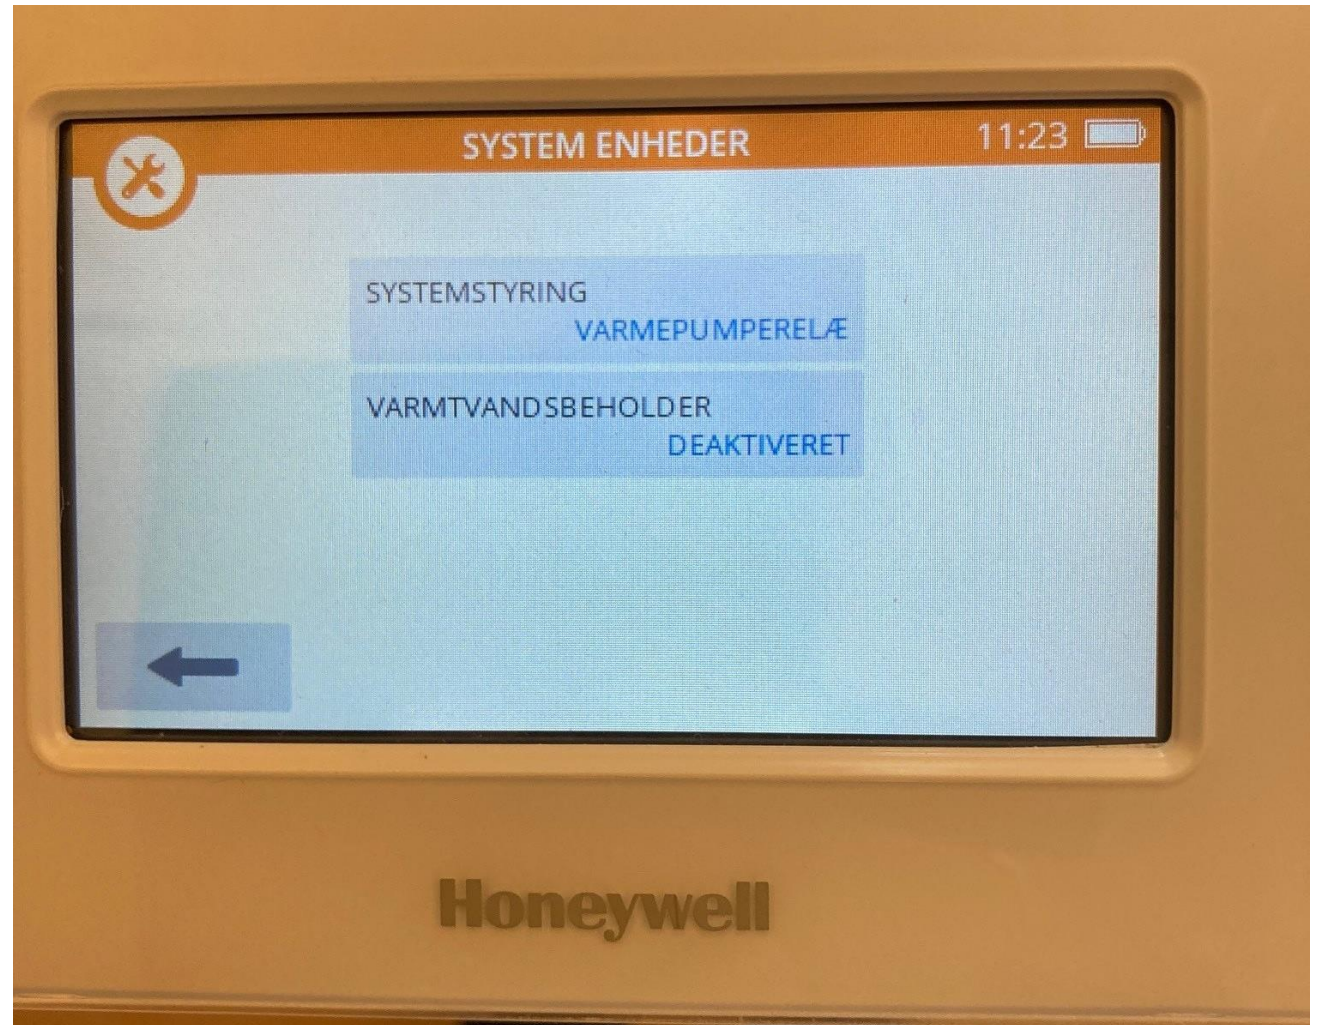 SYSTEM ENHEDER
11:23
SYSTEMSTYRING
VARMEPUMPERELÆ
VARMTVANDSBEHOLDER
DEAKTIVERET
Honeywell